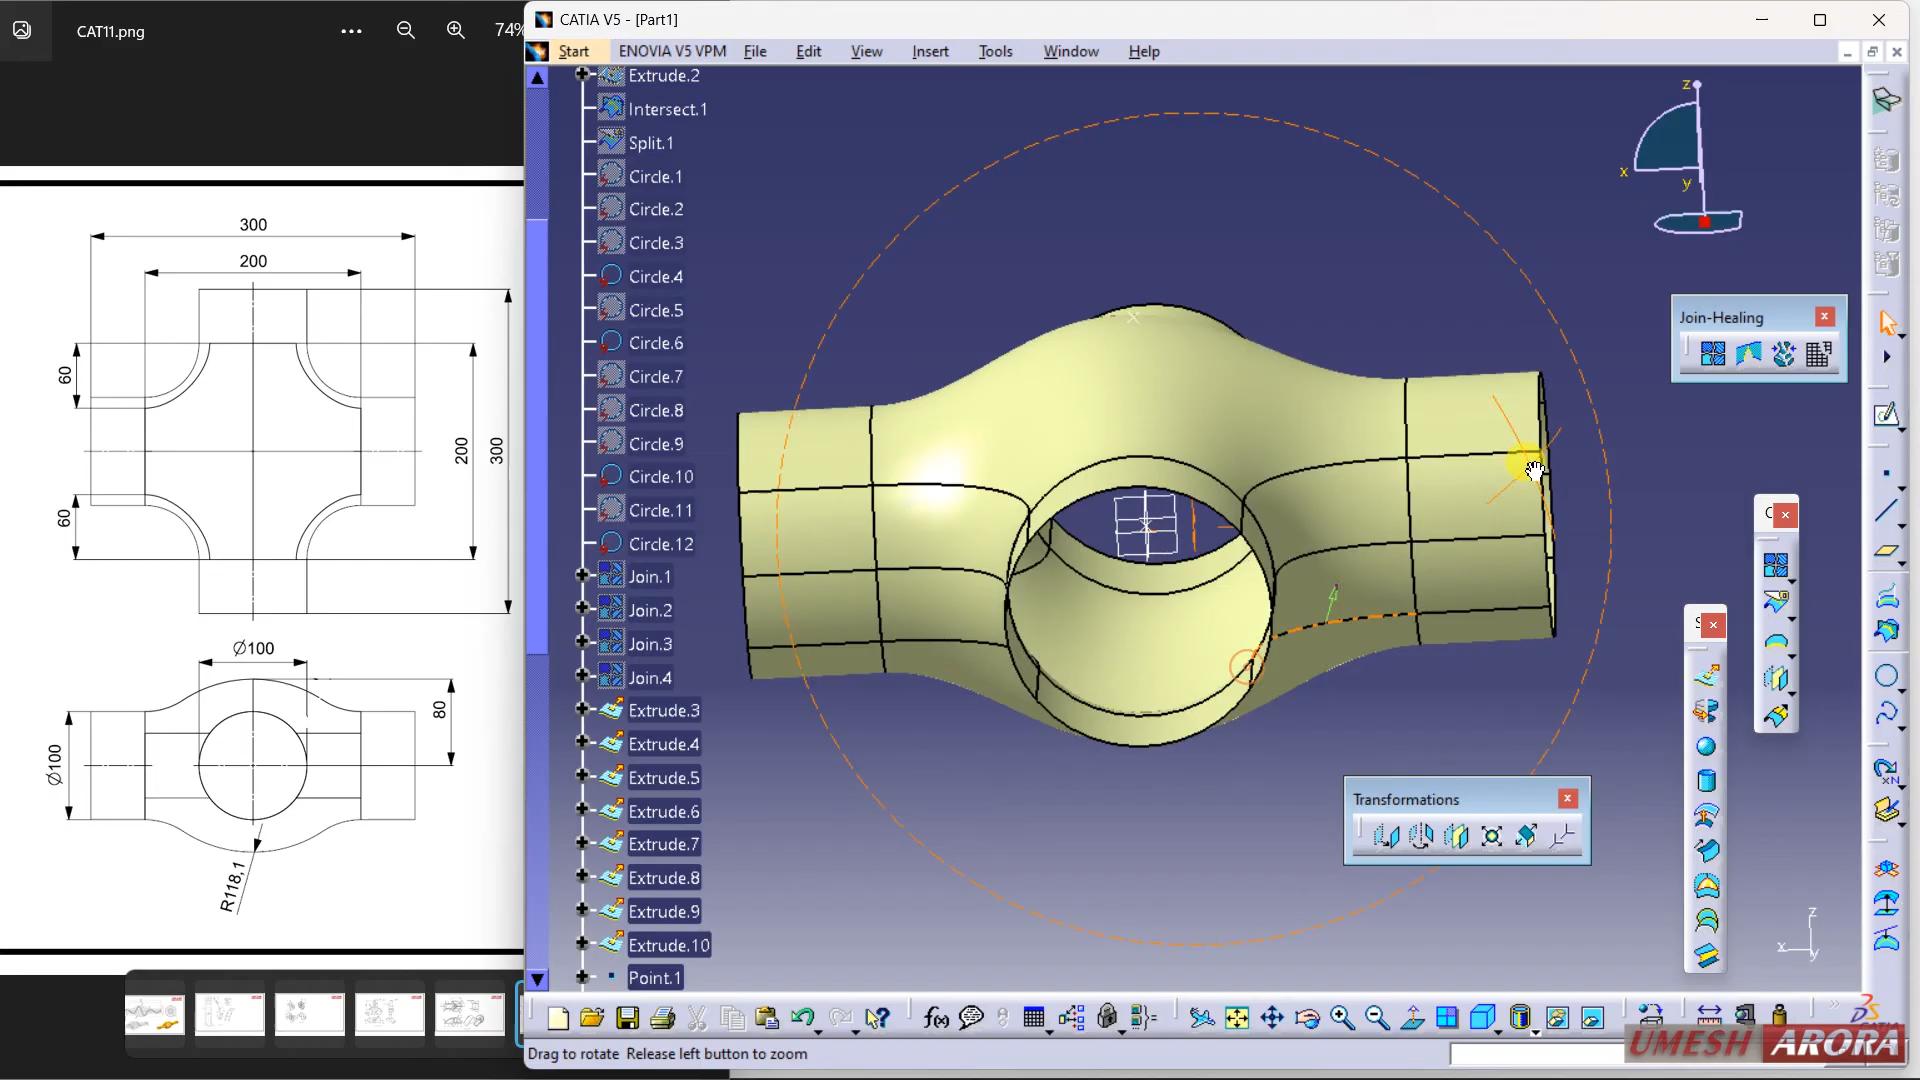 CAT11.png
74%
300
200
60
60
200
300
Ø100
Ø100
80
R118,1
CATIA V5 - [Part1]
Start
ENOVIA V5 VPM
File
Edit
View
Insert
Tools
Window
Help
Extrude.2
Intersect.1
Split.1
Circle.1
Circle.2
Circle.3
Circle.4
Circle.5
Circle.6
Circle.7
Circle.8
Circle.9
Circle.10
Circle.11
Circle.12
Join.1
Join.2
Join.3
Join.4
Extrude.3
Extrude.4
Extrude.5
Extrude.6
Extrude.7
Extrude.8
Extrude.9
Extrude.10
Point.1
z
x
y
Join-Healing
Transformations
z
x
y
Drag to rotate Release left button to zoom
UMESH ARORA